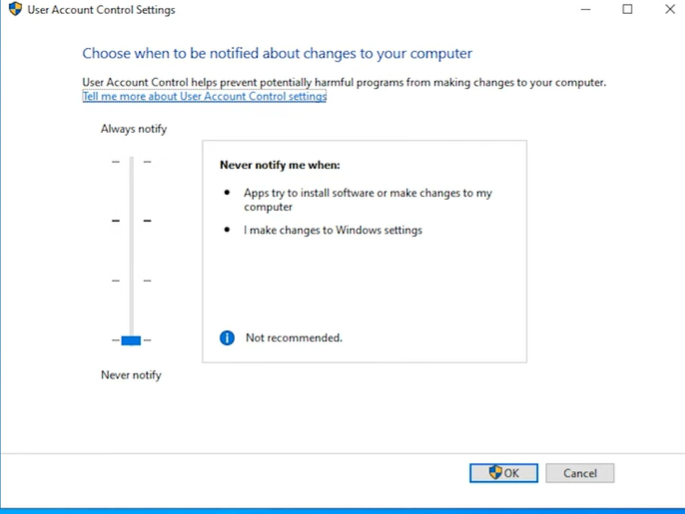 User Account Control Settings
Choose when to be notified about changes to your computer
User Account Control helps prevent potentially harmful programs from making changes to your computer.
Tell me more about User Account Control settings
Always notify
Never notify me when:
• Apps try to install software or make changes to my
computer
• I make changes to Windows settings
Not recommended.
Never notify
OK
Cancel